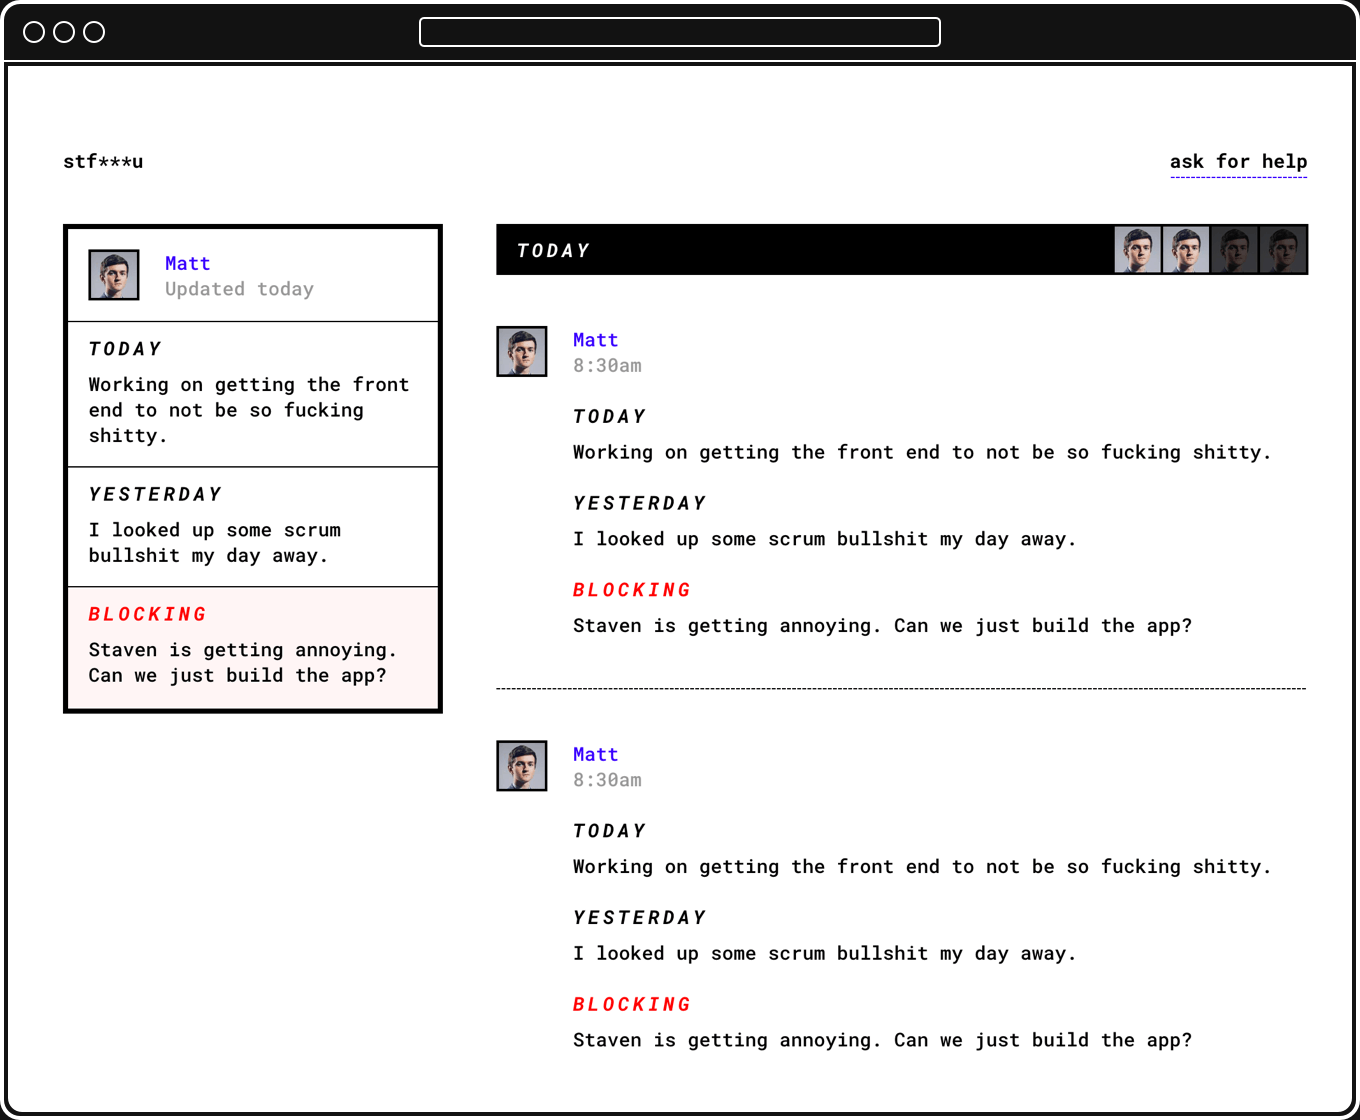 stf***u
ask for help
Matt
Updated today
TODAY
Working on getting the front
end to not be so fucking
shitty.
YESTERDAY
I looked up some scrum
bullshit my day away.
BLOCKING
Staven is getting annoying.
Can we just build the app?
TODAY
Matt
8:30am
TODAY
Working on getting the front end to not be so fucking shitty.
YESTERDAY
I looked up some scrum bullshit my day away.
BLOCKING
Staven is getting annoying. Can we just build the app?
Matt
8:30am
TODAY
Working on getting the front end to not be so fucking shitty.
YESTERDAY
I looked up some scrum bullshit my day away.
BLOCKING
Staven is getting annoying. Can we just build the app?